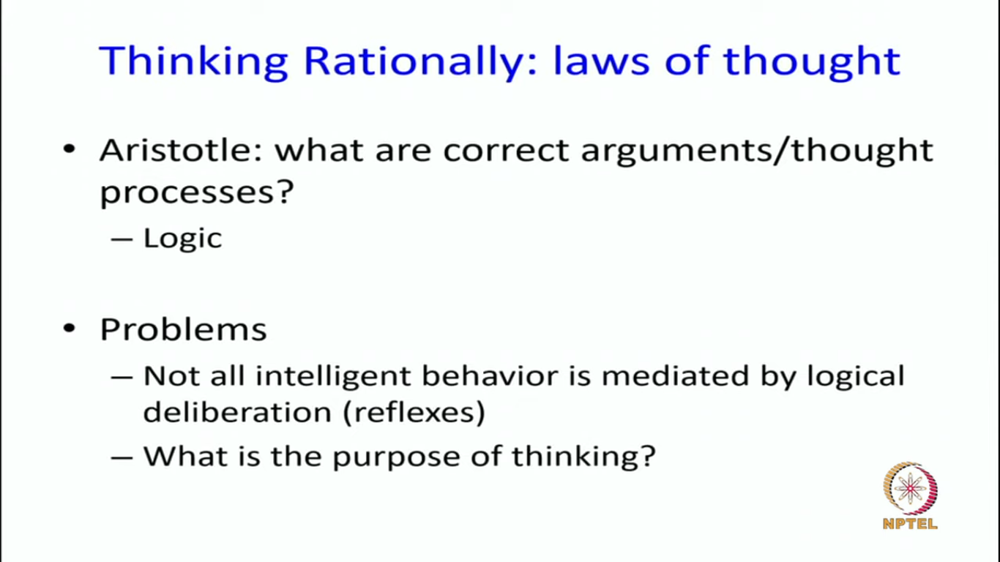 Thinking Rationally: laws of thought
• Aristotle: what are correct arguments/thought
processes?
– Logic
• Problems
– Not all intelligent behavior is mediated by logical
deliberation (reflexes)
– What is the purpose of thinking?
NPTEL